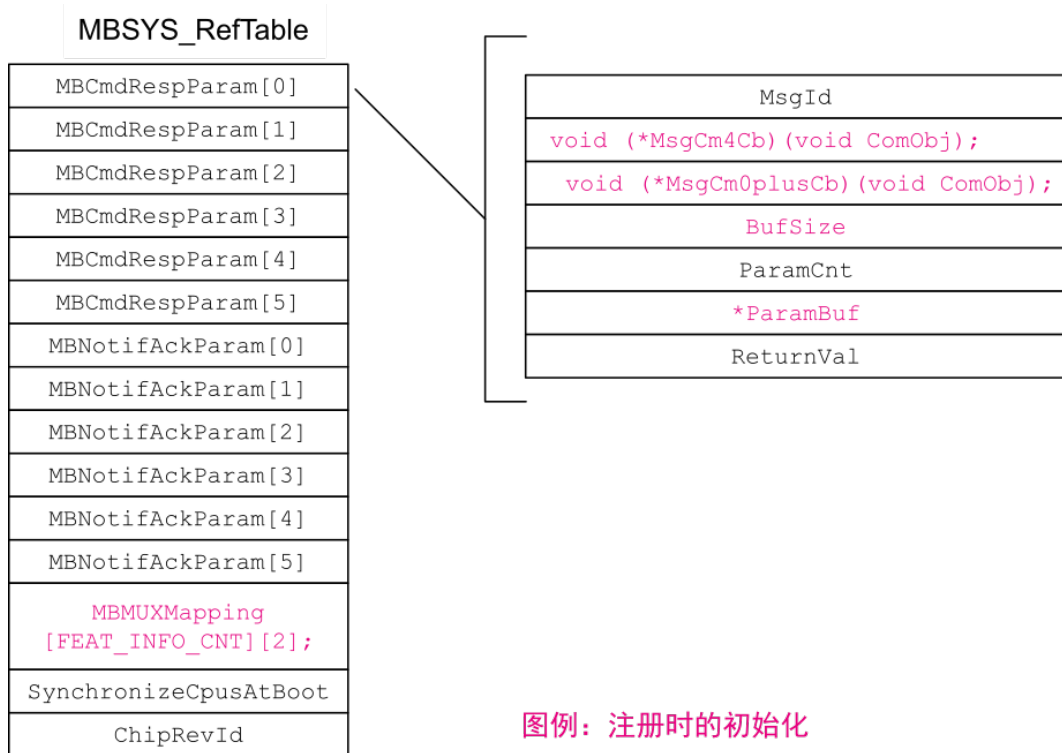 MBSYS_RefTable
MBCmdRespParam[0]
MBCmdRespParam[1]
MBCmdRespParam[2]
MBCmdRespParam[3]
MBCmdRespParam[4]
MBCmdRespParam[5]
MBNotifAckParam[0]
MBNotifAckParam[1]
MBNotifAckParam[2]
MBNotifAckParam[3]
MBNotifAckParam[4]
MBNotifAckParam[5]
MBMUXMapping
[FEAT_INFO_CNT][2];
SynchronizeCpusAtBoot
ChipRevId
MsgId
void (*MsgCm4Cb)(void ComObj);
void (*MsgCm0plusCb)(void ComObj);
BufSize
ParamCnt
*ParamBuf
ReturnVal
图例：注册时的初始化